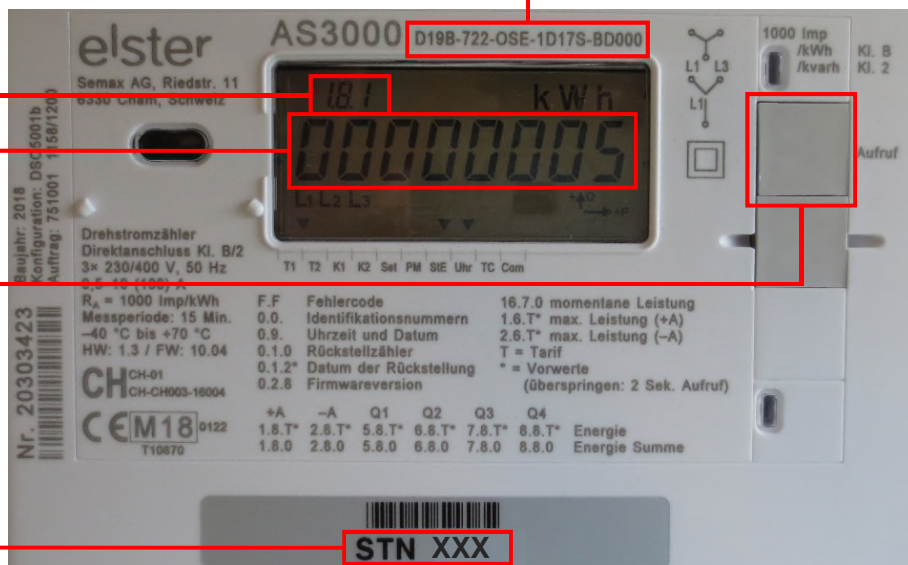 elster
Semax AG, Riedstr. 11
6330 Cham, Schweiz
AS3000 D19B-722-OSE-1D17S-BD000
1.8.1 kWh
00000005
L1 L2 L3
+Q
+P
T1 T2 K1 K2 Set PM StE Uhr TC Com
L1 L3
L1
1000 Imp
/kWh Kl. B
/kvarh Kl. 2
Aufruf
Baujahr: 2018
Konfiguration: DSO5001b
Auftrag: 751001 1158/1200
Nr. 20303423
Drehstromzähler
Direktanschluss Kl. B/2
3× 230/400 V, 50 Hz
0,5–10 (100) A
RA = 1000 Imp/kWh
Messperiode: 15 Min.
–40 °C bis +70 °C
HW: 1.3 / FW: 10.04
CH CH-01
CH-CH003-16004
CE M18 0122
T10870
F.F Fehlercode
0.0. Identifikationsnummern
0.9. Uhrzeit und Datum
0.1.0 Rückstellzähler
0.1.2* Datum der Rückstellung
0.2.8 Firmwareversion
16.7.0 momentane Leistung
1.6.T* max. Leistung (+A)
2.6.T* max. Leistung (–A)
T = Tarif
* = Vorwerte
(überspringen: 2 Sek. Aufruf)
+A –A Q1 Q2 Q3 Q4
1.8.T* 2.8.T* 5.8.T* 6.8.T* 7.8.T* 8.8.T* Energie
1.8.0 2.8.0 5.8.0 6.8.0 7.8.0 8.8.0 Energie Summe
STN XXX